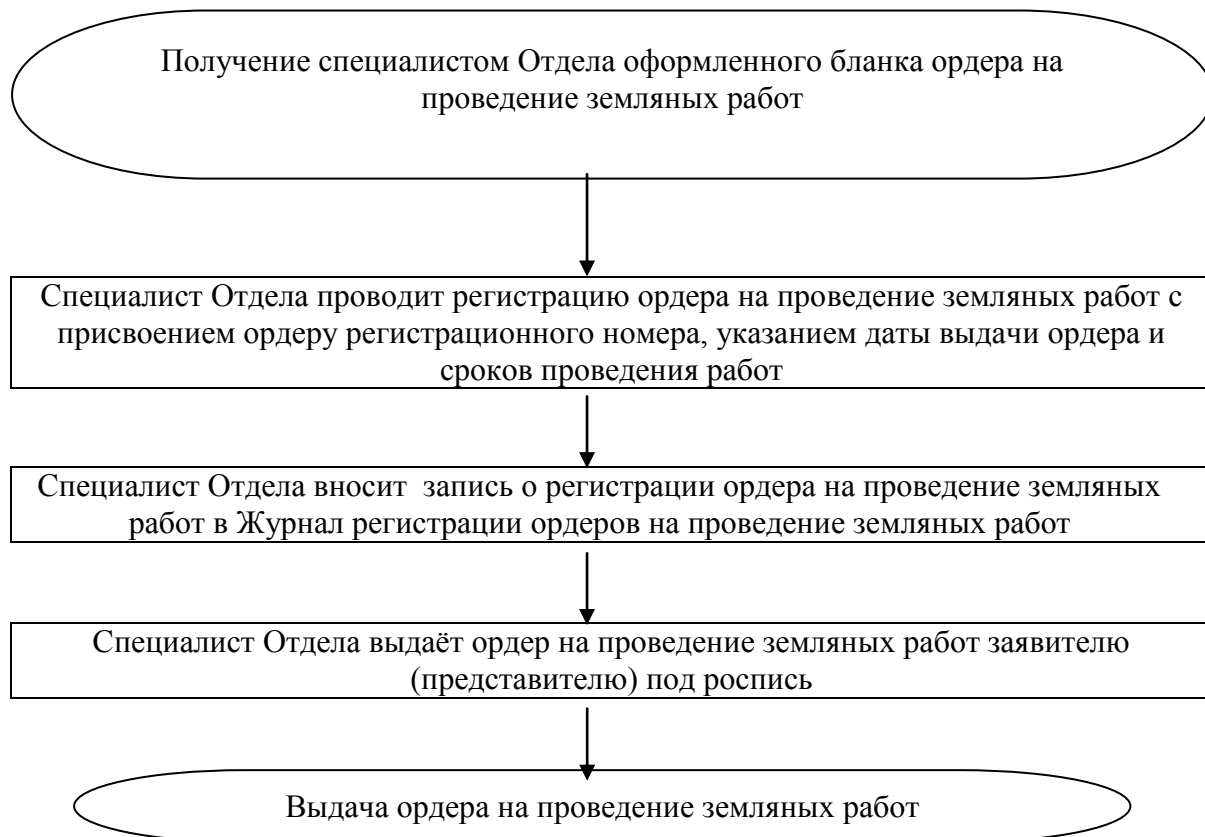 Получение специалистом Отдела оформленного бланка ордера на
проведение земляных работ
Специалист Отдела проводит регистрацию ордера на проведение земляных работ с
присвоением ордеру регистрационного номера, указанием даты выдачи ордера и
сроков проведения работ
Специалист Отдела вносит  запись о регистрации ордера на проведение земляных
работ в Журнал регистрации ордеров на проведение земляных работ
Специалист Отдела выдаёт ордер на проведение земляных работ заявителю
(представителю) под роспись
Выдача ордера на проведение земляных работ